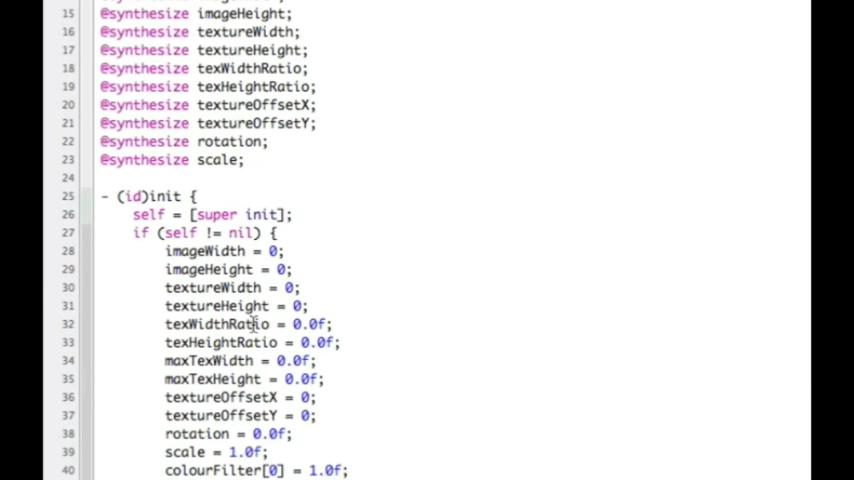 15 @synthesize imageHeight;
16 @synthesize textureWidth;
17 @synthesize textureHeight;
18 @synthesize texWidthRatio;
19 @synthesize texHeightRatio;
20 @synthesize textureOffsetX;
21 @synthesize textureOffsetY;
22 @synthesize rotation;
23 @synthesize scale;
24
25 - (id)init {
26 self = [super init];
27 if (self != nil) {
28 imageWidth = 0;
29 imageHeight = 0;
30 textureWidth = 0;
31 textureHeight = 0;
32 texWidthRatio = 0.0f;
33 texHeightRatio = 0.0f;
34 maxTexWidth = 0.0f;
35 maxTexHeight = 0.0f;
36 textureOffsetX = 0;
37 textureOffsetY = 0;
38 rotation = 0.0f;
39 scale = 1.0f;
40 colourFilter[0] = 1.0f;